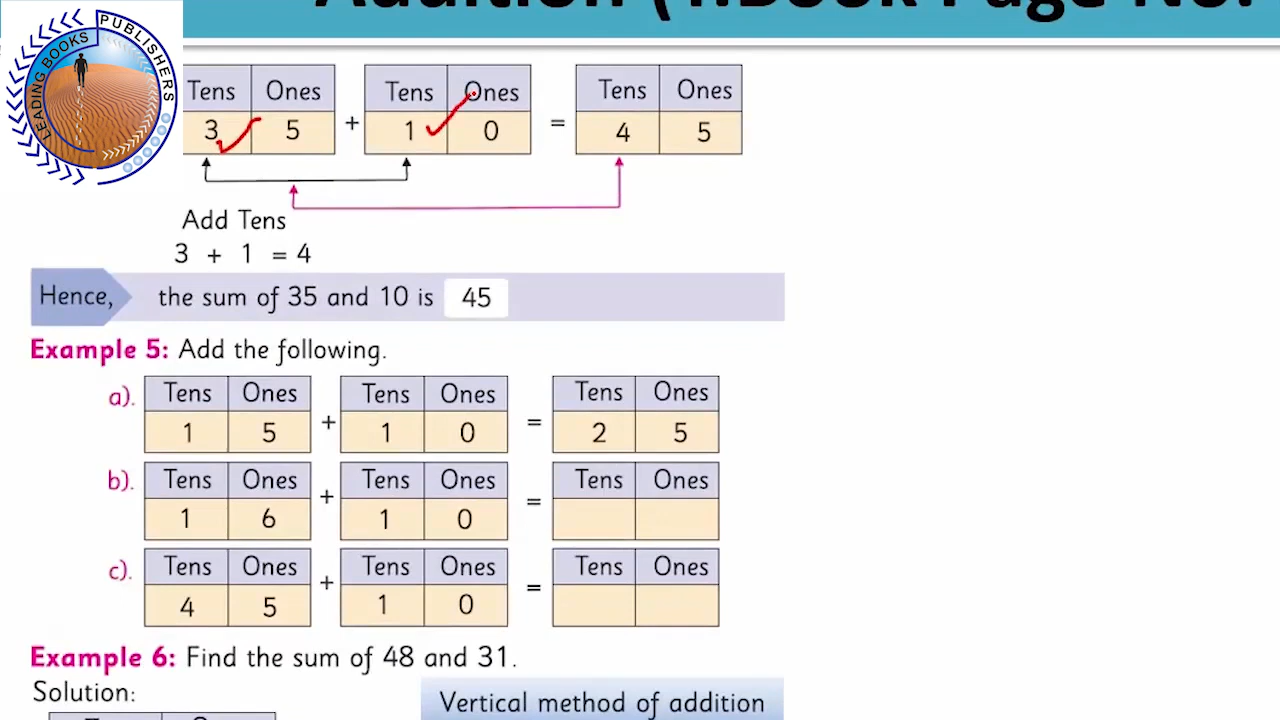 Addition (T.Book Page No.
LEADING BOOKS PUBLISHERS
Tens Ones Tens Ones Tens Ones
3 5 + 1 0 = 4 5
Add Tens
3 + 1 = 4
Hence, the sum of 35 and 10 is 45
Example 5: Add the following.
Tens Ones Tens Ones Tens Ones
a). 1 5 + 1 0 = 2 5
b). Tens Ones Tens Ones Tens Ones
1 6 + 1 0 =
c). Tens Ones Tens Ones Tens Ones
4 5 + 1 0 =
Example 6: Find the sum of 48 and 31.
Solution:
Vertical method of addition